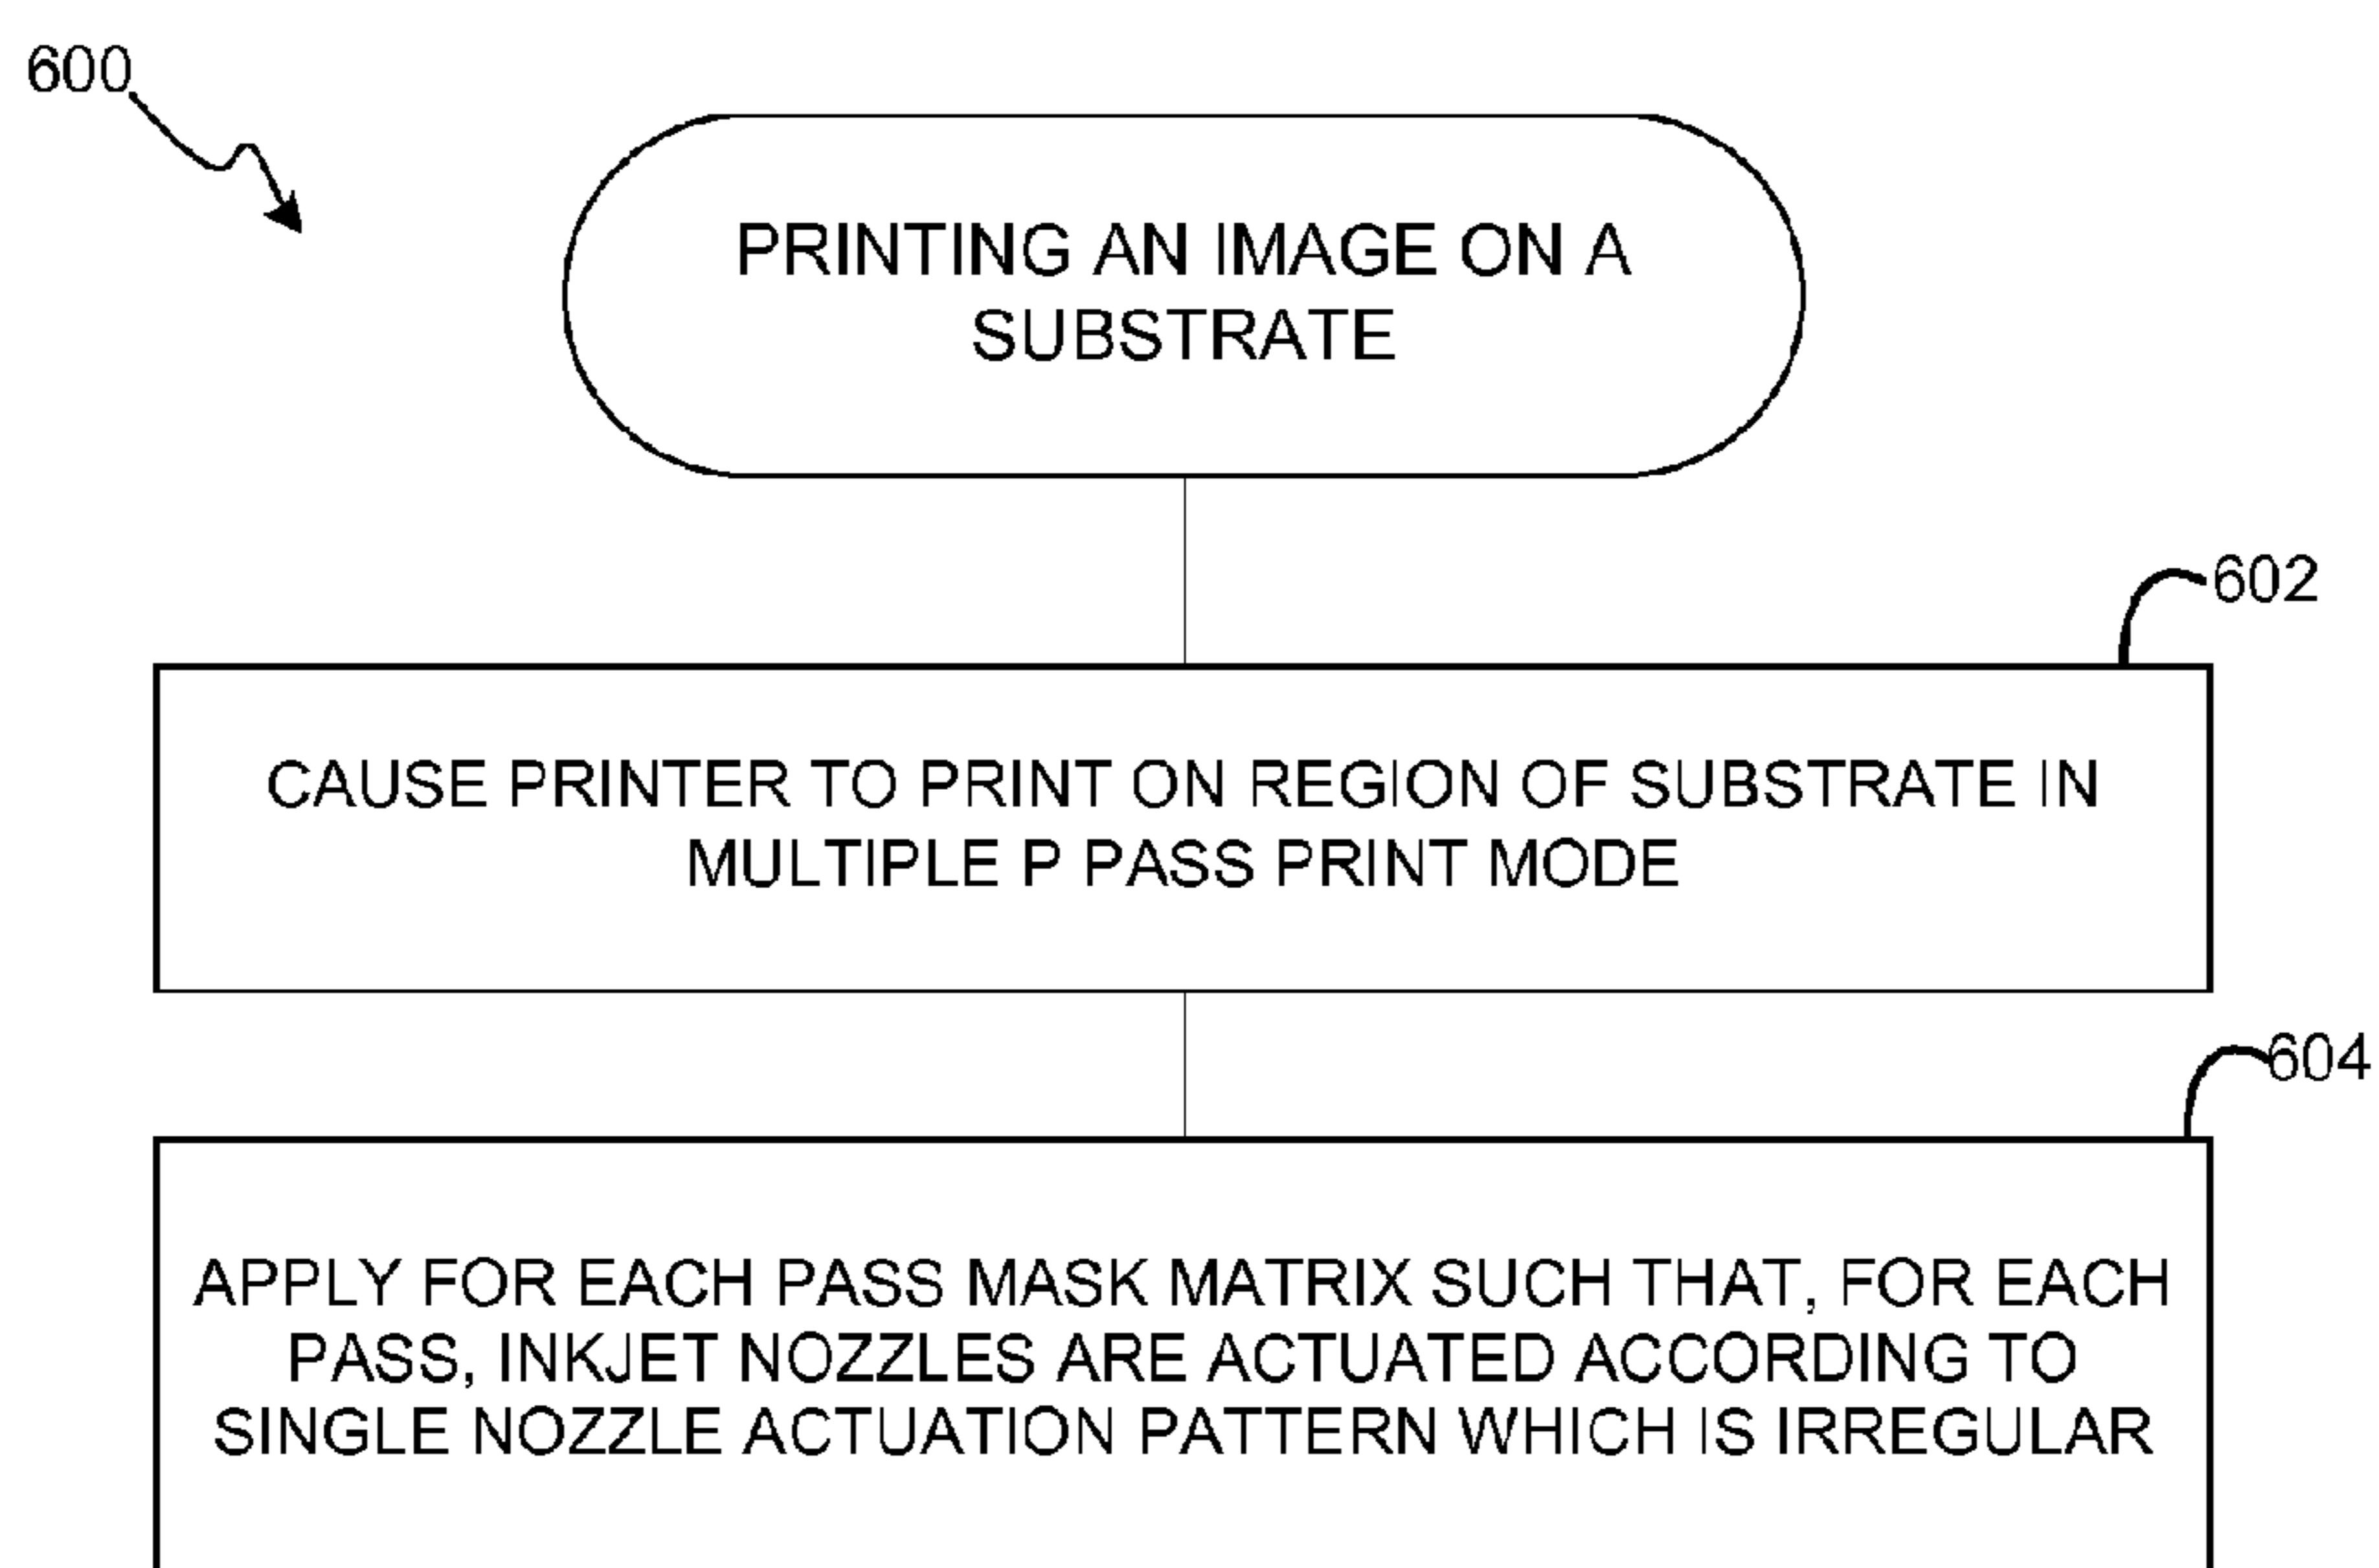 600
PRINTING AN IMAGE ON A
SUBSTRATE
602
CAUSE PRINTER TO PRINT ON REGION OF SUBSTRATE IN
MULTIPLE P PASS PRINT MODE
604
APPLY FOR EACH PASS MASK MATRIX SUCH THAT, FOR EACH
PASS, INKJET NOZZLES ARE ACTUATED ACCORDING TO
SINGLE NOZZLE ACTUATION PATTERN WHICH IS IRREGULAR